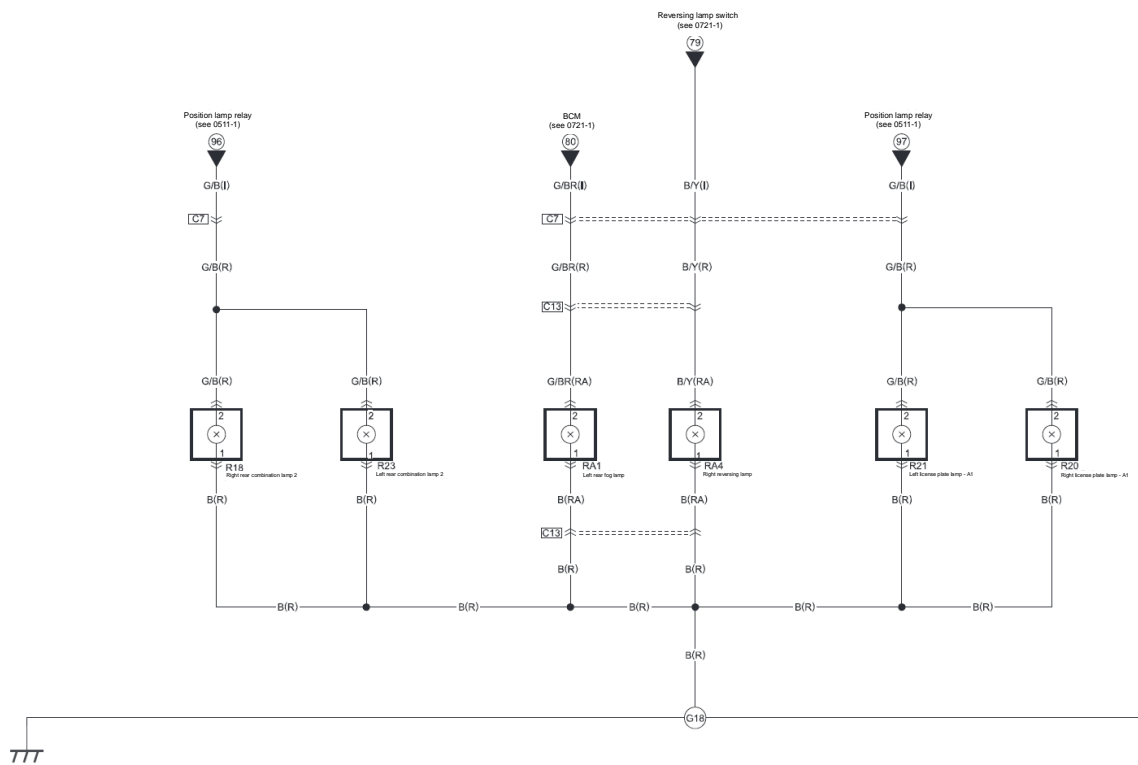 Reversing lamp switch
(see 0721-1)
79
Position lamp relay
(see 0511-1)
BCM
(see 0721-1)
Position lamp relay
(see 0511-1)
96
80
97
G/B(I)
G/BR(I)
B/Y(I)
G/B(I)
C7
C7
G/B(R)
G/BR(R)
B/Y(R)
G/B(R)
C13
G/B(R)
G/B(R)
G/BR(RA)
B/Y(RA)
G/B(R)
G/B(R)
2
2
2
2
2
2
1
1
1
1
1
1
R18
Right rear combination lamp 2
R23
Left rear combination lamp 2
RA1
Left rear fog lamp
RA4
Right reversing lamp
R21
Left license plate lamp - A1
R20
Right license plate lamp - A1
B(R)
B(R)
B(RA)
B(RA)
B(R)
B(R)
C13
B(R)
B(R)
B(R)
B(R)
B(R)
B(R)
B(R)
B(R)
G18